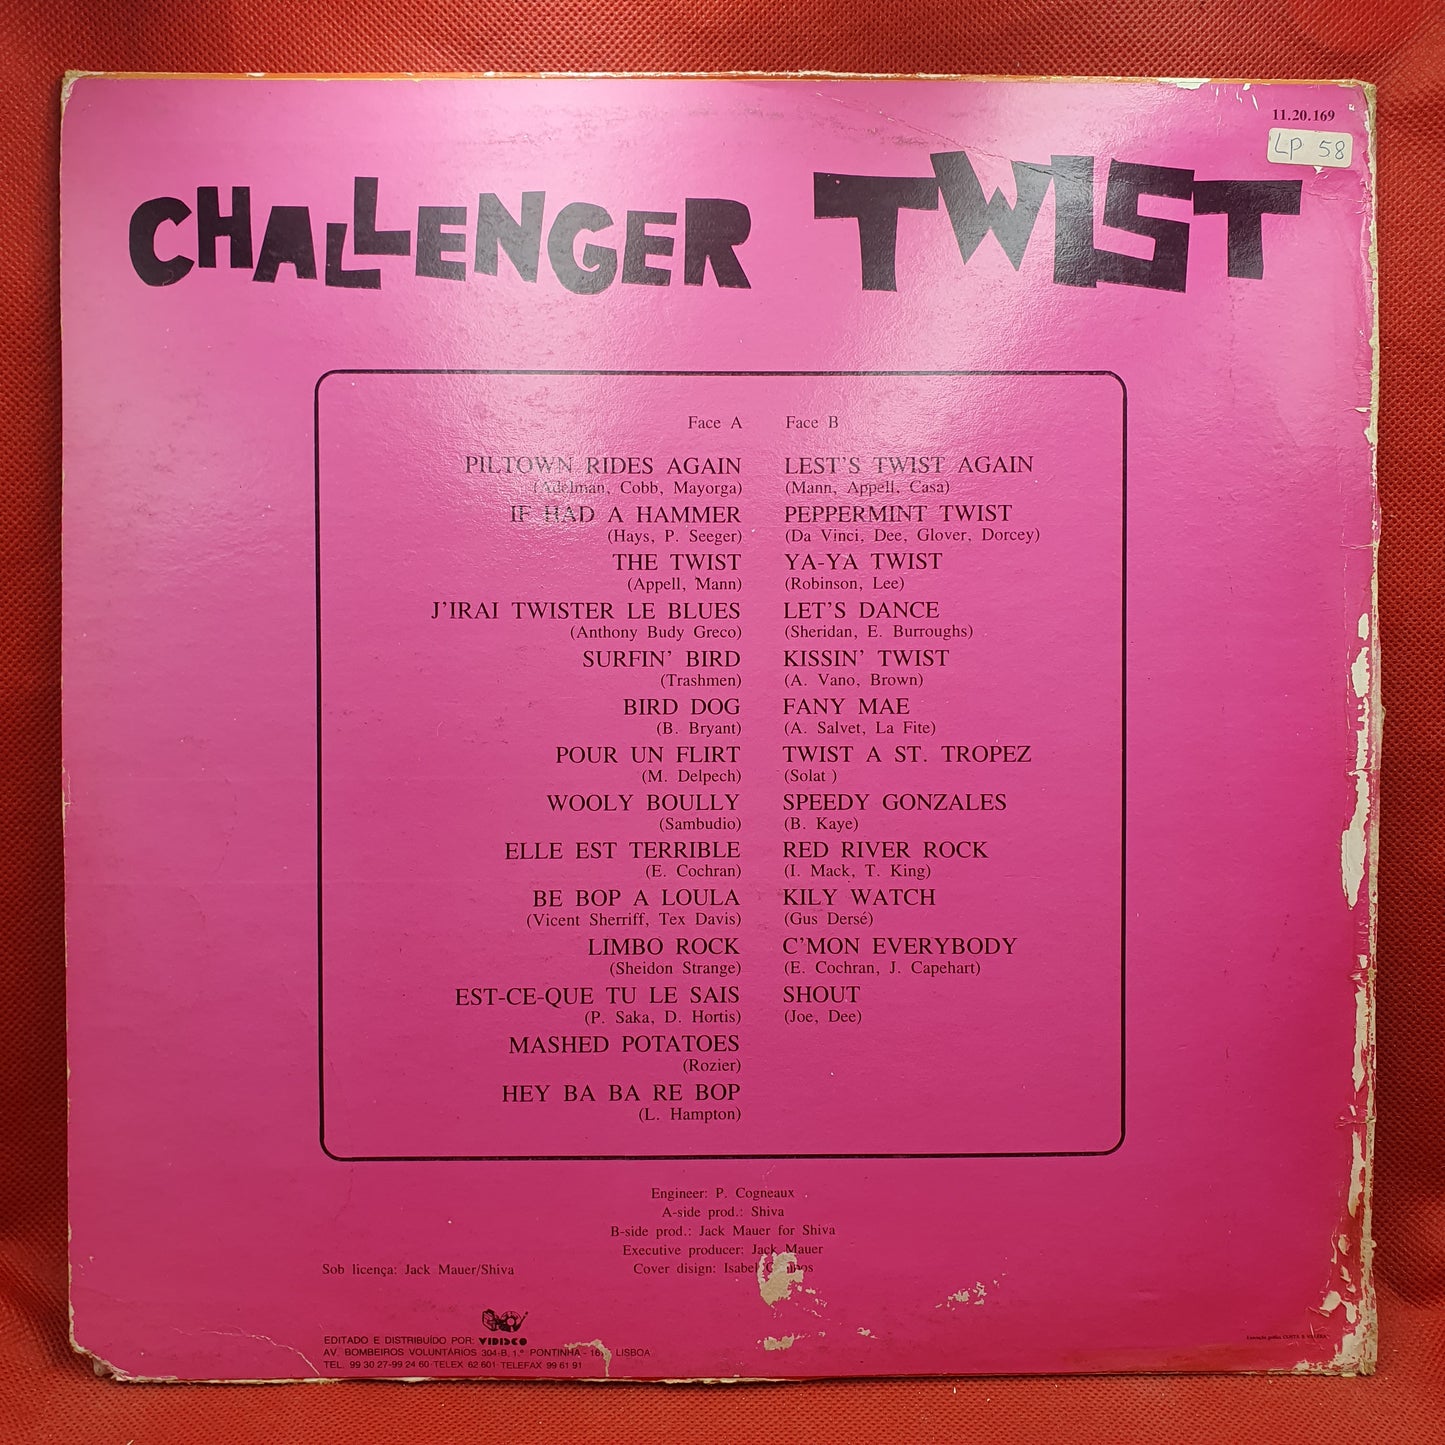 11.20.169
LP 58
CHALLENGER TWIST
Face A
PILTOWN RIDES AGAIN
(Adelman, Cobb, Mayorga)
IF HAD A HAMMER
(Hays, P. Seeger)
THE TWIST
(Appell, Mann)
J'IRAI TWISTER LE BLUES
(Anthony Budy Greco)
SURFIN' BIRD
(Trashmen)
BIRD DOG
(B. Bryant)
POUR UN FLIRT
(M. Delpech)
WOOLY BOULLY
(Sambudio)
ELLE EST TERRIBLE
(E. Cochran)
BE BOP A LOULA
(Vicent Sherriff, Tex Davis)
LIMBO ROCK
(Sheidon Strange)
EST-CE-QUE TU LE SAIS
(P. Saka, D. Hortis)
MASHED POTATOES
(Rozier)
HEY BA BA RE BOP
(L. Hampton)
Face B
LEST'S TWIST AGAIN
(Mann, Appell, Casa)
PEPPERMINT TWIST
(Da Vinci, Dee, Glover, Dorcey)
YA-YA TWIST
(Robinson, Lee)
LET'S DANCE
(Sheridan, E. Burroughs)
KISSIN' TWIST
(A. Vano, Brown)
FANY MAE
(A. Salvet, La Fite)
TWIST A ST. TROPEZ
(Solat )
SPEEDY GONZALES
(B. Kaye)
RED RIVER ROCK
(I. Mack, T. King)
KILY WATCH
(Gus Dersé)
C'MON EVERYBODY
(E. Cochran, J. Capehart)
SHOUT
(Joe, Dee)
Engineer: P. Cogneaux
A-side prod.: Shiva
B-side prod.: Jack Mauer for Shiva
Executive producer: Jack Mauer
Cover disign: Isabel
Sob licença: Jack Mauer/Shiva
EDITADO E DISTRIBUÍDO POR: VIDISCO
AV. BOMBEIROS VOLUNTÁRIOS 304-B, 1.º PONTINHA - LISBOA
TEL. 99 30 27-99 24 60-TELEX 62 601-TELEFAX 99 61 91